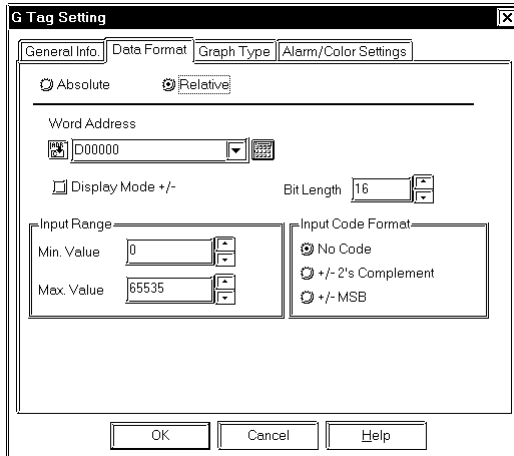 G Tag Setting
General Info. Data Format Graph Type Alarm/Color Settings
Absolute Relative
Word Address
D00000
Display Mode +/-
Bit Length 16
Input Range
Min. Value 0
Max. Value 65535
Input Code Format
No Code
+/- 2's Complement
+/- MSB
OK Cancel Help